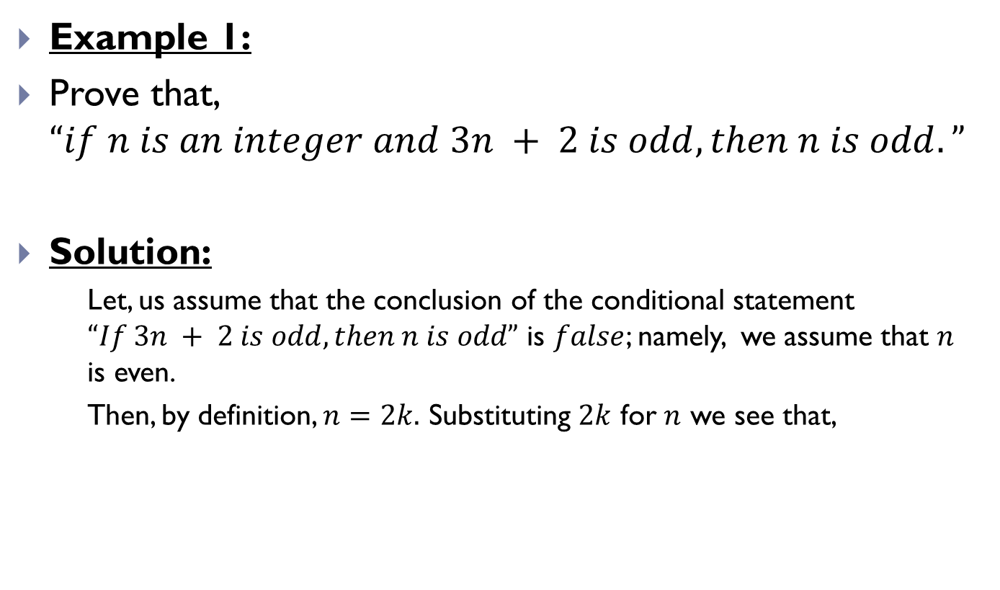 Example 1:
Prove that,
“if n is an integer and 3n + 2 is odd, then n is odd.”
Solution:
Let, us assume that the conclusion of the conditional statement
“If 3n + 2 is odd, then n is odd” is false; namely, we assume that n
is even.
Then, by definition, n = 2k. Substituting 2k for n we see that,